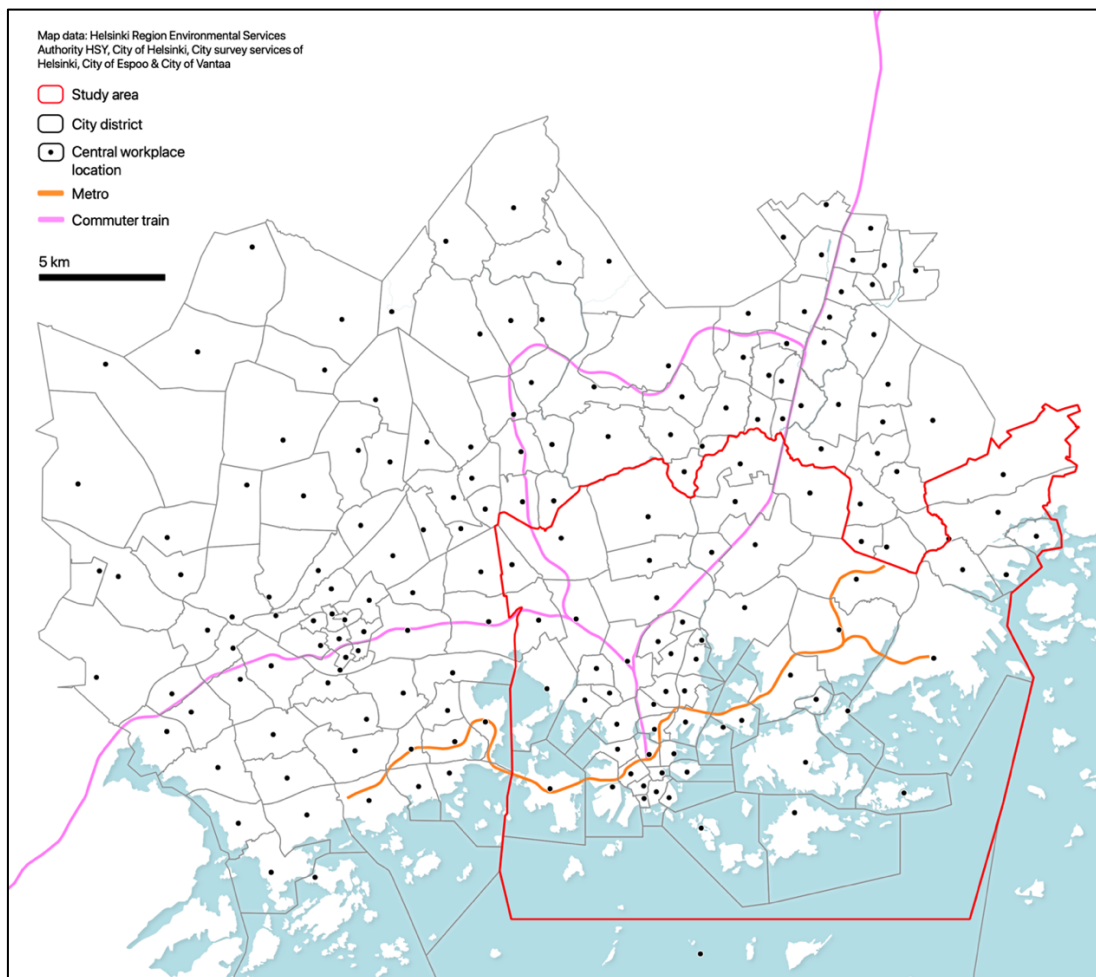 Map data: Helsinki Region Environmental Services
Authority HSY, City of Helsinki, City survey services of
Helsinki, City of Espoo & City of Vantaa
Study area
City district
Central workplace
location
Metro
Commuter train
5 km